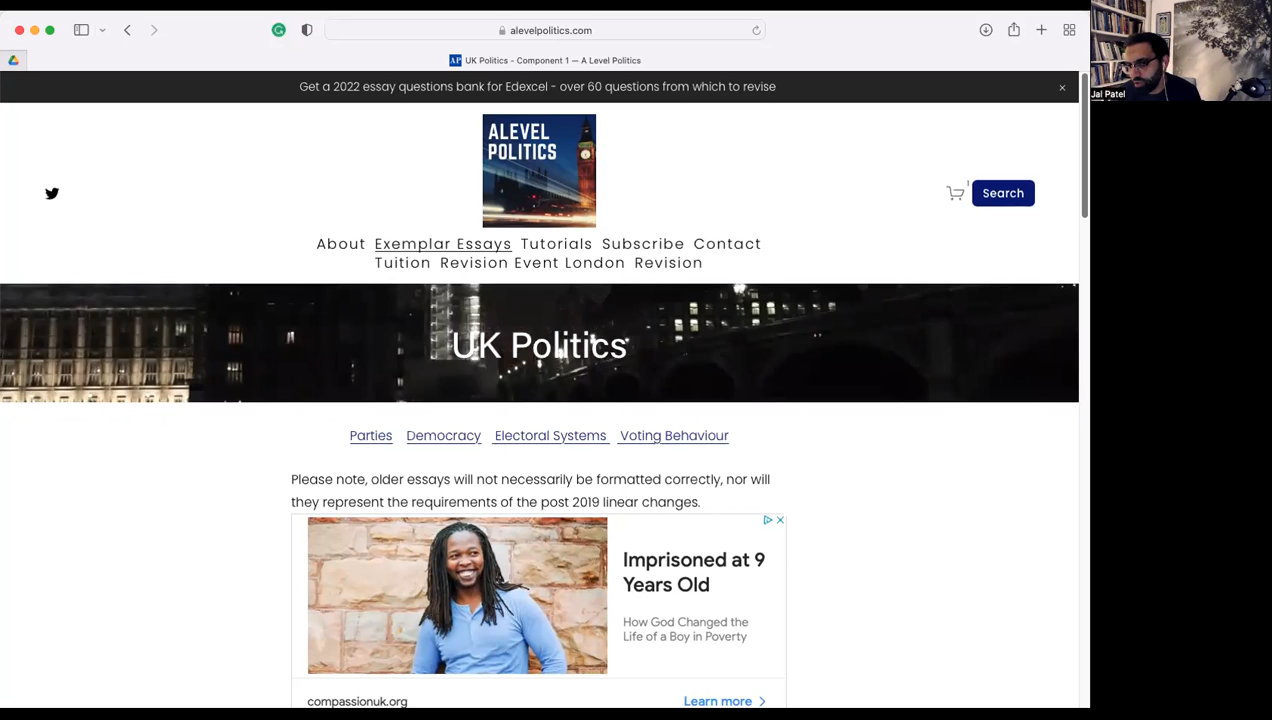 alevelpolitics.com
UK Politics - Component 1 — A Level Politics
Get a 2022 essay questions bank for Edexcel - over 60 questions from which to revise
Jal Patel
ALEVEL
POLITICS
1
Search
About Exemplar Essays Tutorials Subscribe Contact
Tuition Revision Event London Revision
UK Politics
Parties Democracy Electoral Systems Voting Behaviour
Please note, older essays will not necessarily be formatted correctly, nor will
they represent the requirements of the post 2019 linear changes.
Imprisoned at 9
Years Old
How God Changed the
Life of a Boy in Poverty
compassionuk.org
Learn more